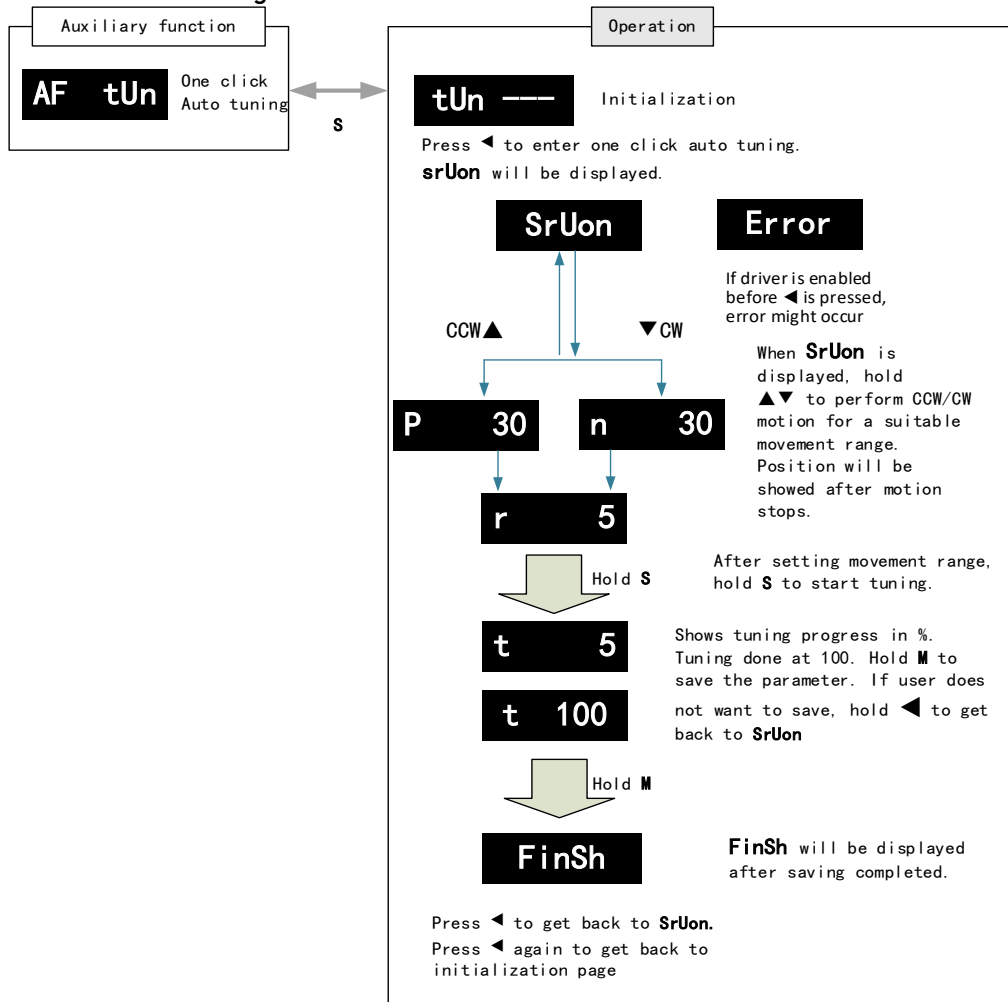 Auxiliary function
AF tUn
One click
Auto tuning
S
Operation
tUn ---
Initialization
Press ◀ to enter one click auto tuning.
srUon will be displayed.
SrUon
Error
If driver is enabled
before ◀ is pressed,
error might occur
CCW▲
▼CW
When SrUon is
displayed, hold
▲▼ to perform CCW/CW
motion for a suitable
movement range.
Position will be
showed after motion
stops.
P 30
n 30
r 5
Hold S
After setting movement range,
hold S to start tuning.
t 5
Shows tuning progress in %.
Tuning done at 100. Hold M to
save the parameter. If user does
not want to save, hold ◀ to get
back to SrUon
t 100
Hold M
FinSh
FinSh will be displayed
after saving completed.
Press ◀ to get back to SrUon.
Press ◀ again to get back to
initialization page